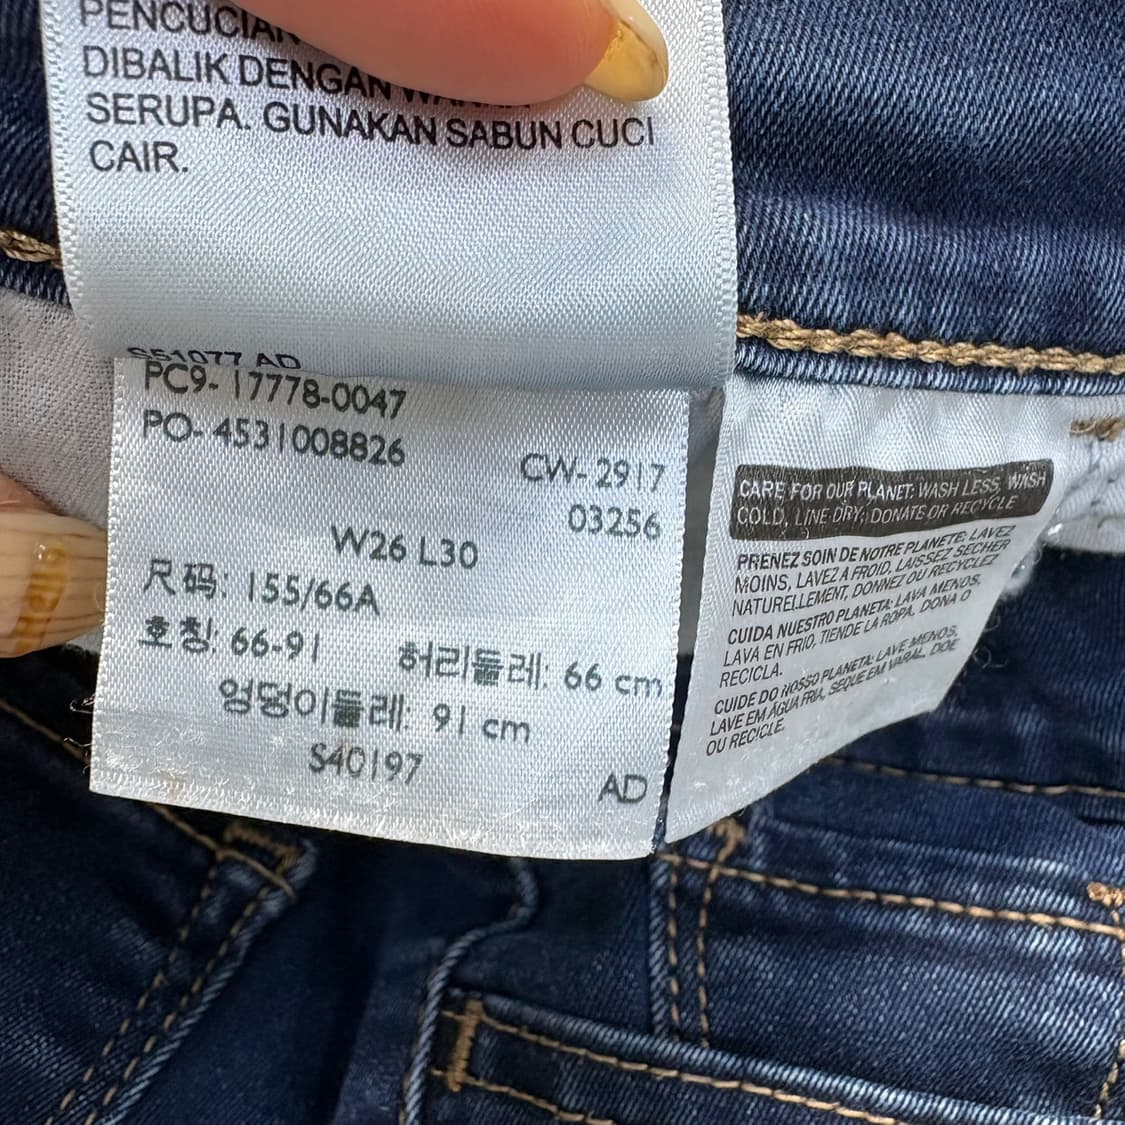 PENCUCIAN
DIBALIK DENGAN WARNA
SERUPA. GUNAKAN SABUN CUCI
CAIR.
S51077 AD
PC9-17778-0047
PO-4531008826
CW-2917
03256
W26 L30
尺码: 155/66A
호칭: 66-91 허리둘레: 66 cm
엉덩이둘레: 91 cm
S40197
AD
CARE FOR OUR PLANET: WASH LESS, WASH
COLD, LINE DRY, DONATE OR RECYCLE
PRENEZ SOIN DE NOTRE PLANETE: LAVEZ
MOINS, LAVEZ A FROID, LAISSEZ SECHER
NATURELLEMENT, DONNEZ OU RECYCLEZ
CUIDA NUESTRO PLANETA: LAVA MENOS,
LAVA EN FRIO, TIENDE LA ROPA, DONA O
RECICLA.
CUIDE DO NOSSO PLANETA: LAVE MENOS,
LAVE EM ÁGUA FRIA, SEQUE EM VARAL, DOE
OU RECICLE.